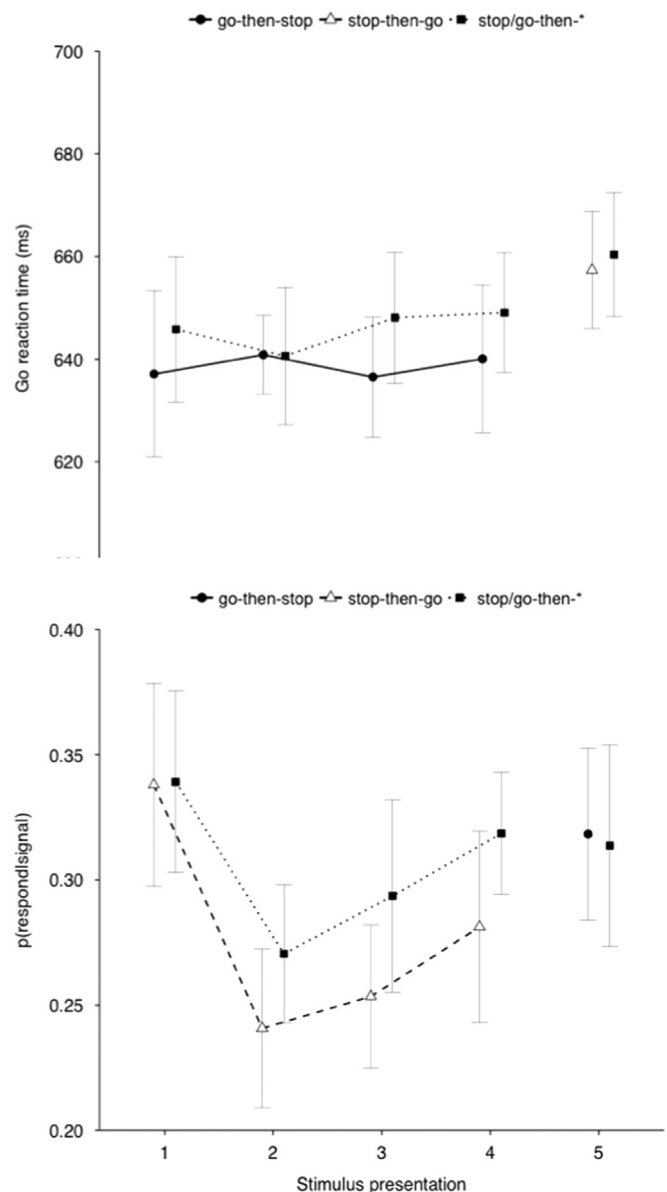 go-then-stop stop-then-go stop/go-then-*
700
680
660
640
620
Go reaction time (ms)
go-then-stop stop-then-go stop/go-then-*
0.40
0.35
0.30
0.25
0.20
p(respond|signal)
1 2 3 4 5
Stimulus presentation